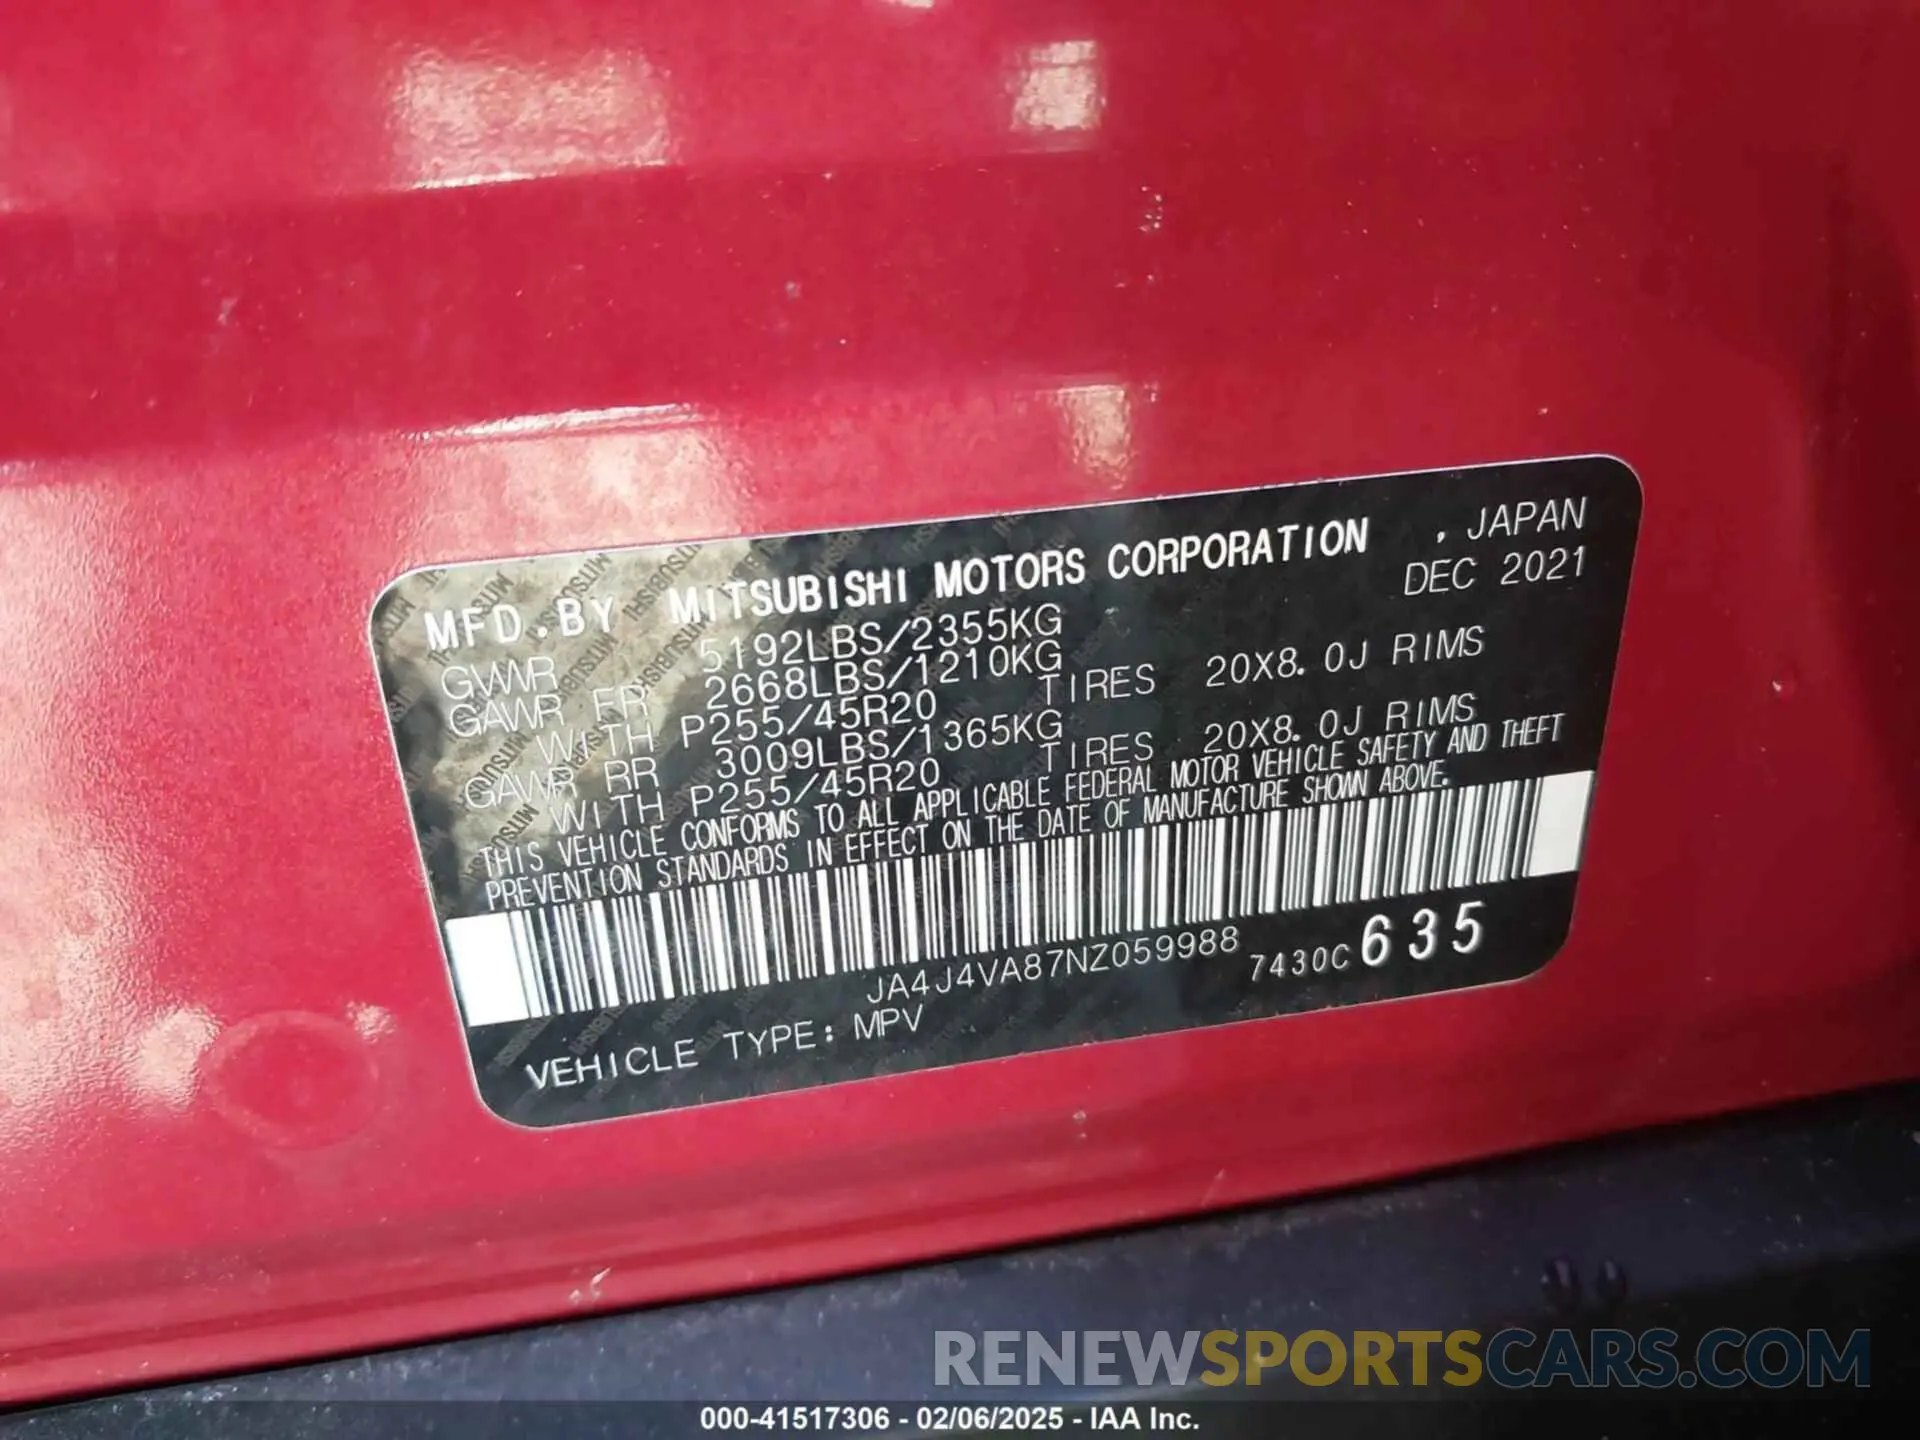 MFD.BY MITSUBISHI MOTORS CORPORATION , JAPAN
DEC 2021
GVWR 5192LBS/2355KG
GAWR FR 2668LBS/1210KG
WITH P255/45R20 TIRES 20X8.0J RIMS
GAWR RR 3009LBS/1365KG
WITH P255/45R20 TIRES 20X8.0J RIMS
THIS VEHICLE CONFORMS TO ALL APPLICABLE FEDERAL MOTOR VEHICLE SAFETY AND THEFT
PREVENTION STANDARDS IN EFFECT ON THE DATE OF MANUFACTURE SHOWN ABOVE.
JA4J4VA87NZ059988 7430C 635
VEHICLE TYPE: MPV
RENEWSPORTSCARS.COM
000-41517306 - 02/06/2025 - IAA Inc.